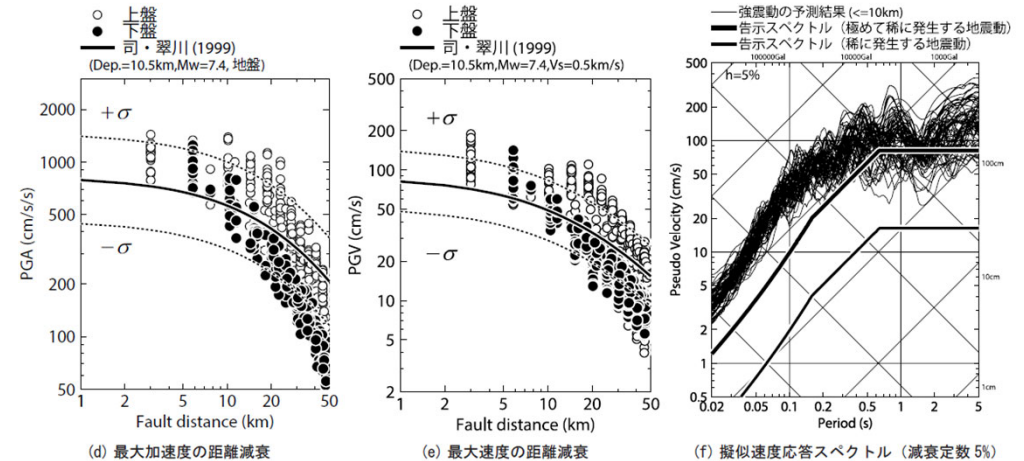 ○ 上盤
● 下盤
司・翠川 (1999)
(Dep.=10.5km,Mw=7.4, 地盤)
2000
1000
500
200
100
50
PGA (cm/s/s)
+σ
−σ
1 2 5 10 20 50
Fault distance (km)
(d) 最大加速度の距離減衰
○ 上盤
● 下盤
司・翠川 (1999)
(Dep.=10.5km,Mw=7.4,Vs=0.5km/s)
500
200
100
50
20
10
5
2
PGV (cm/s)
+σ
−σ
1 2 5 10 20 50
Fault distance (km)
(e) 最大速度の距離減衰
強震動の予測結果 (<=10km)
告示スペクトル（極めて稀に発生する地震動）
告示スペクトル（稀に発生する地震動）
100000Gal 10000Gal 1000Gal
h=5%
500
200
100
50
20
10
5
2
1
0.5
Pseudo Velocity (cm/s)
100cm
10cm
1cm
0.02 0.05 0.1 0.2 0.5 1 2 5
Period (s)
(f) 擬似速度応答スペクトル（減衰定数 5%）